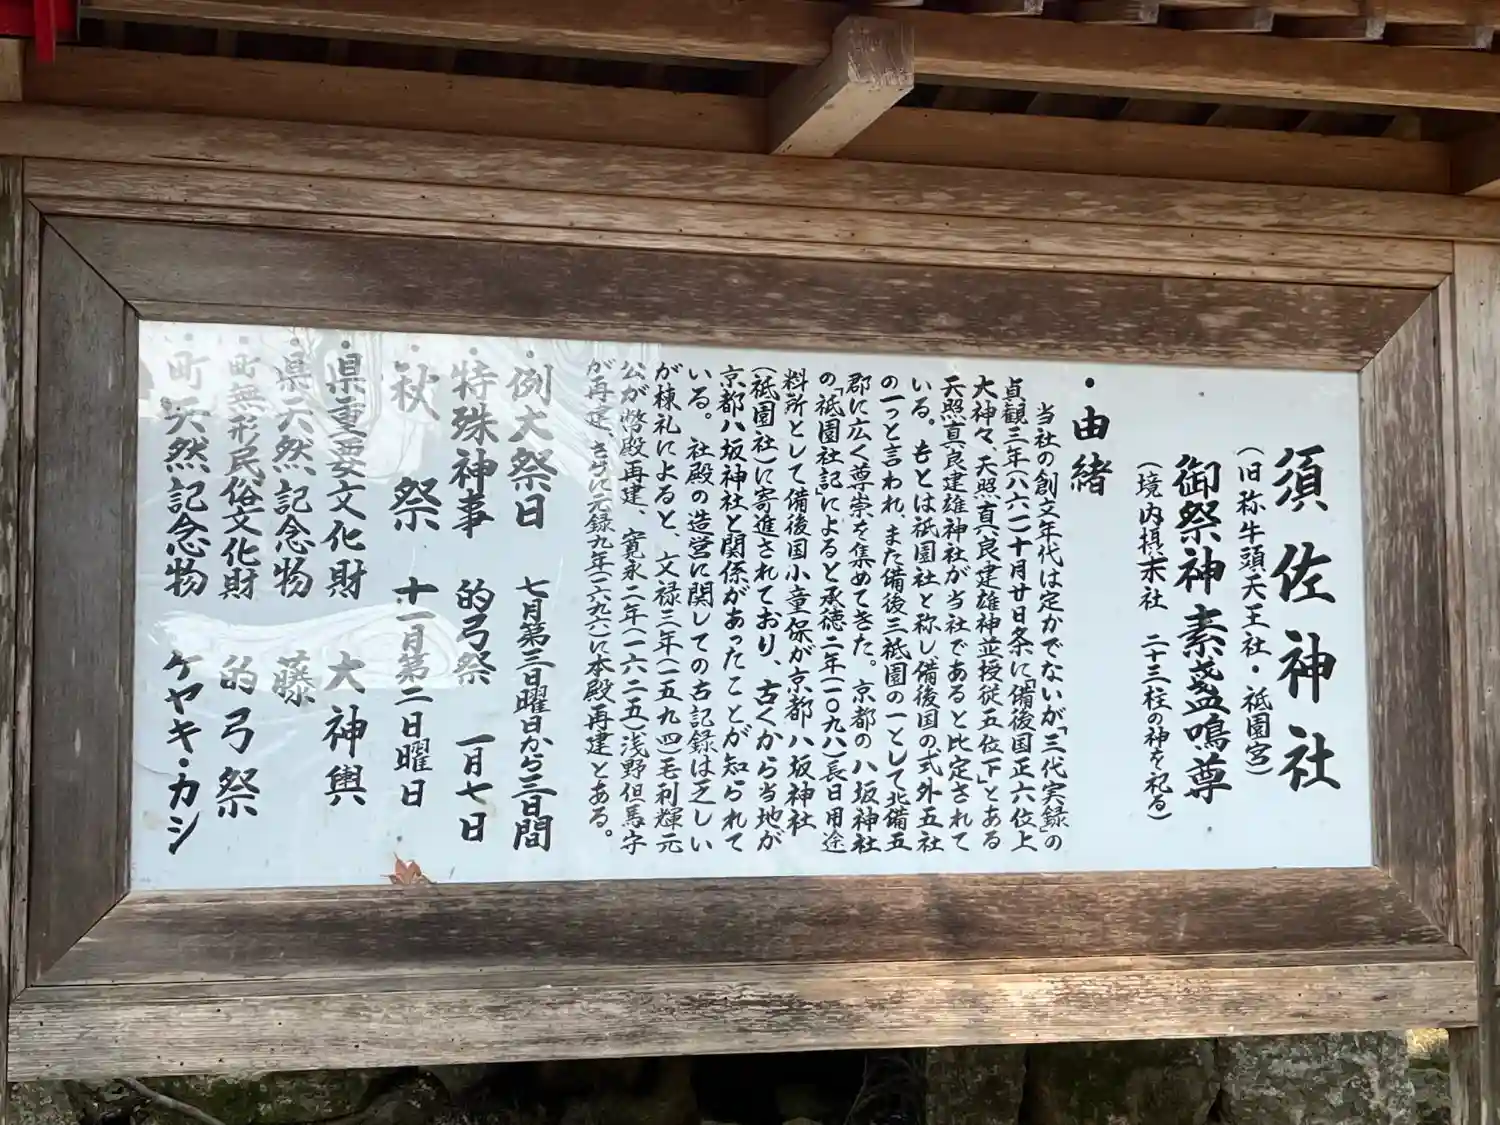 須佐神社
(旧称牛頭天王社・祗園宮)
御祭神 素盞鳴尊
(境内摂末社 二十三柱の神を祀る)
・由緒
当社の創立年代は定かでないが「三代実録」の
貞観三年(八六一)十月廿日条に「備後国正六位上
大神々、天照真良建雄神並授従五位下」とある
天照真良建雄神社が当社であると比定されて
いる。もとは祇園社と称し備後国の式外五社
の一つと言われ、また備後三祗園の一として北備五
郡に広く尊崇を集めてきた。京都の八坂神社
の「祗園社記」によると承徳二年(一〇九八)長日用途
料所として備後国小童保が京都八坂神社
(祗園社)に寄進されており、古くから当地が
京都八坂神社と関係があったことが知られて
いる。社殿の造営に関しての古記録は乏しい
が棟礼によると、文禄三年(一五九四)毛利輝元
公が幣殿再建、寛永二年(一六二五)浅野但馬守
が再建、さらに元録九年(一六九六)に本殿再建とある。
・例大祭日 七月第三日曜日から三日間
・特殊神事 的弓祭 一月七日
・秋祭 十一月第二日曜日
・県重要文化財 大神輿
・県天然記念物 藤
・町無形民俗文化財 的弓祭
・町天然記念物 ケヤキ・カシ